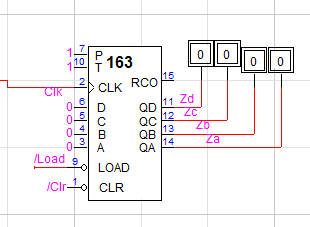 0 0 0 0
1 7 P 163
1 10 T
RCO 15
2 CLK
Clk
0 6 D QD 11 Zd
0 5 C QC 12 Zc
0 4 B QB 13 Zb
0 3 A QA 14 Za
/Load 9 LOAD
/Clr 1 CLR